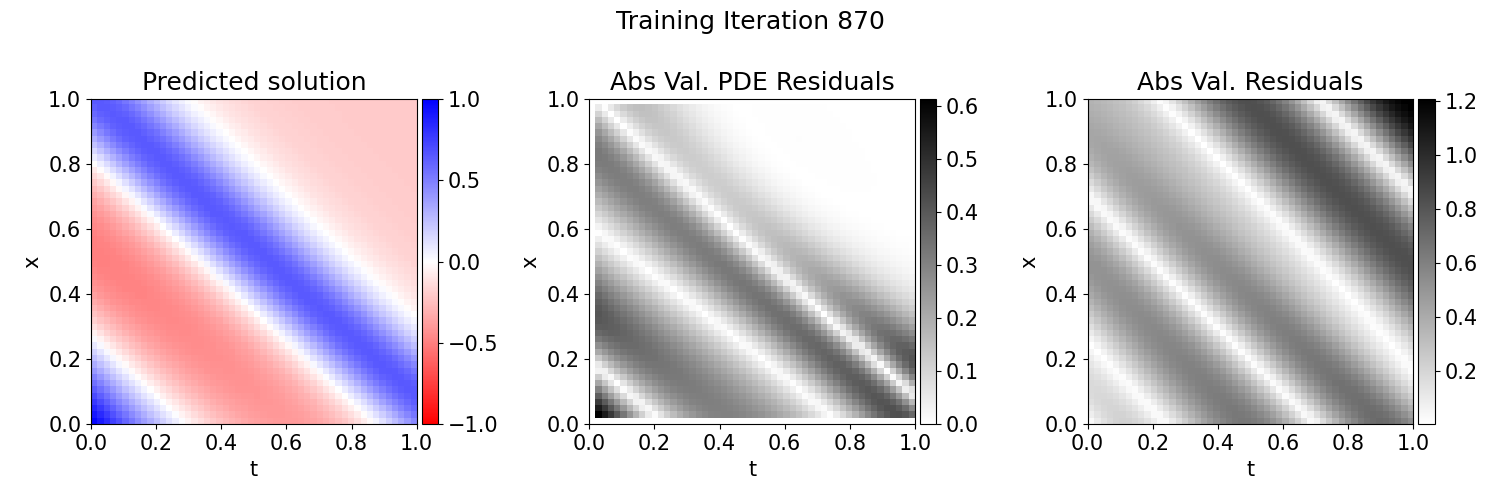 Training Iteration 870
Predicted solution
Abs Val. PDE Residuals
Abs Val. Residuals
1.0
0.8
0.6
0.4
0.2
0.0
x
0.0 0.2 0.4 0.6 0.8 1.0
t
1.0
0.5
0.0
−0.5
−1.0
1.0
0.8
0.6
0.4
0.2
0.0
x
0.0 0.2 0.4 0.6 0.8 1.0
t
0.6
0.5
0.4
0.3
0.2
0.1
0.0
1.0
0.8
0.6
0.4
0.2
0.0
x
0.0 0.2 0.4 0.6 0.8 1.0
t
1.2
1.0
0.8
0.6
0.4
0.2